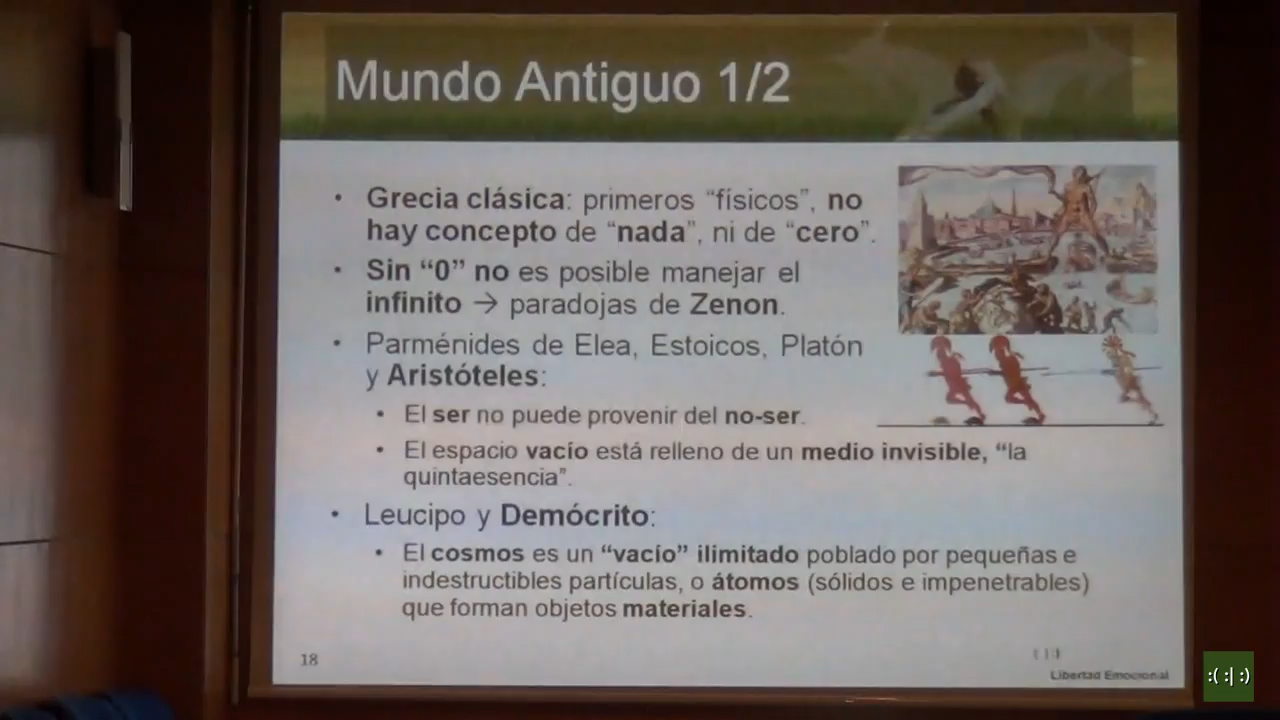 Mundo Antiguo 1/2
• Grecia clásica: primeros “físicos”, no
hay concepto de “nada”, ni de “cero”.
• Sin “0” no es posible manejar el
infinito → paradojas de Zenon.
• Parménides de Elea, Estoicos, Platón
y Aristóteles:
• El ser no puede provenir del no-ser.
• El espacio vacío está relleno de un medio invisible, “la
quintaesencia”.
• Leucipo y Demócrito:
• El cosmos es un “vacío” ilimitado poblado por pequeñas e
indestructibles partículas, o átomos (sólidos e impenetrables)
que forman objetos materiales.
18
Libertad Emocional
:( :| :)